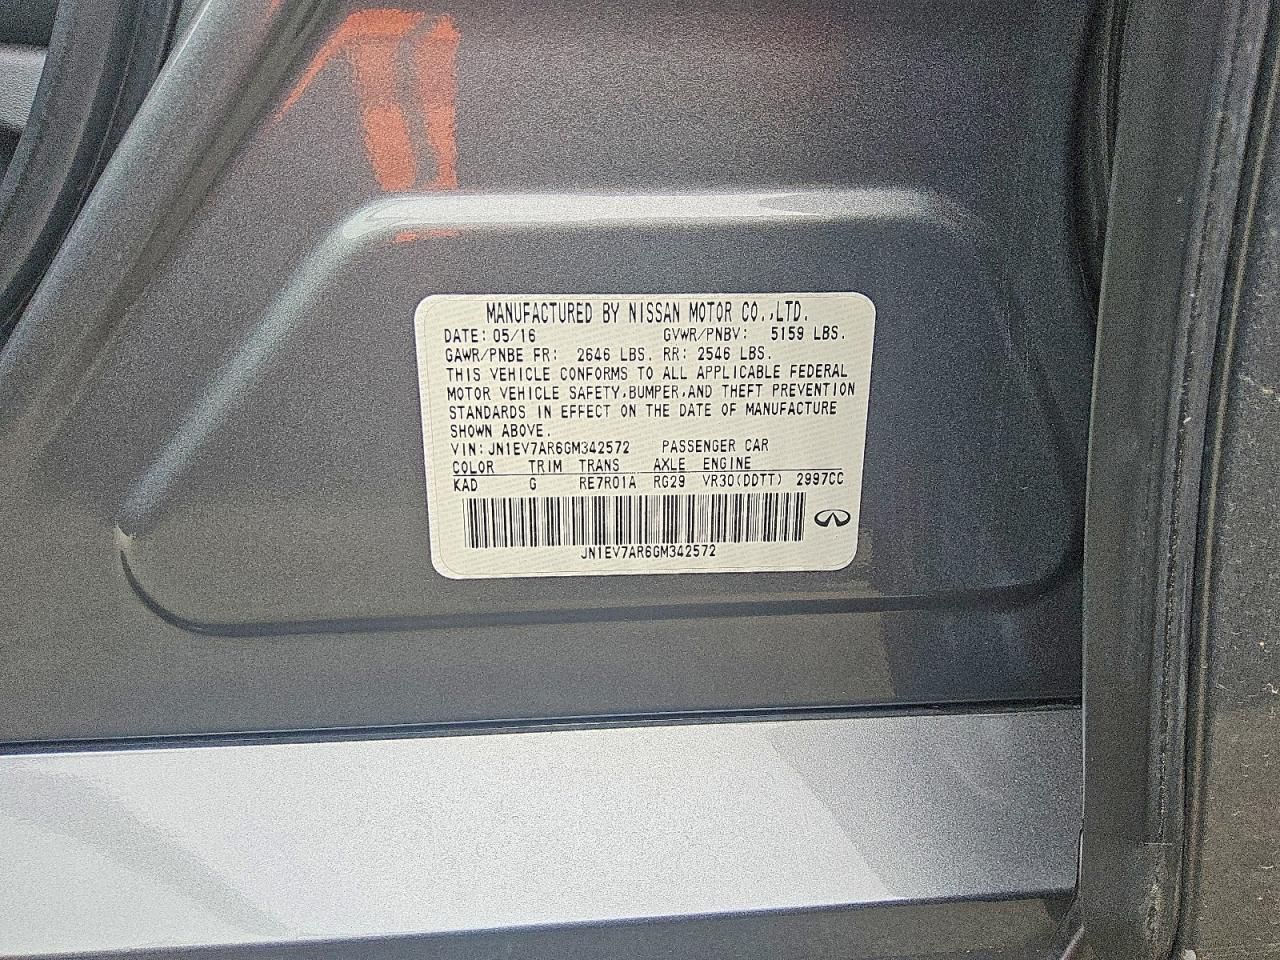 MANUFACTURED BY NISSAN MOTOR CO.,LTD.
DATE: 05/16 GVWR/PNBV: 5159 LBS.
GAWR/PNBE FR: 2646 LBS. RR: 2546 LBS.
THIS VEHICLE CONFORMS TO ALL APPLICABLE FEDERAL
MOTOR VEHICLE SAFETY,BUMPER,AND THEFT PREVENTION
STANDARDS IN EFFECT ON THE DATE OF MANUFACTURE
SHOWN ABOVE.
VIN: JN1EV7AR6GM342572 PASSENGER CAR
COLOR TRIM TRANS AXLE ENGINE
KAD G RE7R01A RG29 VR30(DDTT) 2997CC
JN1EV7AR6GM342572